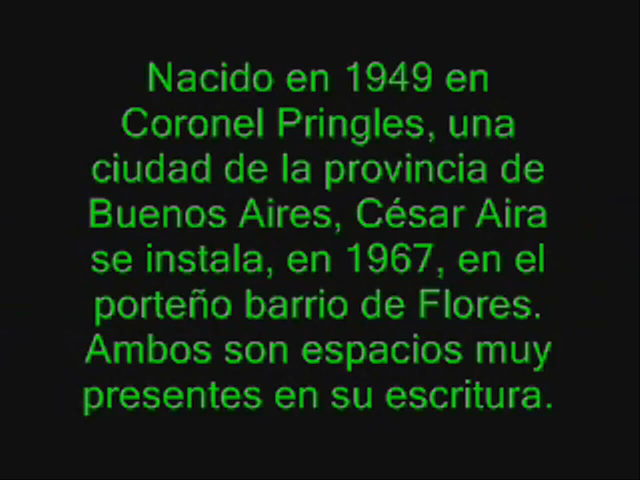 Nacido en 1949 en
Coronel Pringles, una
ciudad de la provincia de
Buenos Aires, César Aira
se instala, en 1967, en el
porteño barrio de Flores.
Ambos son espacios muy
presentes en su escritura.